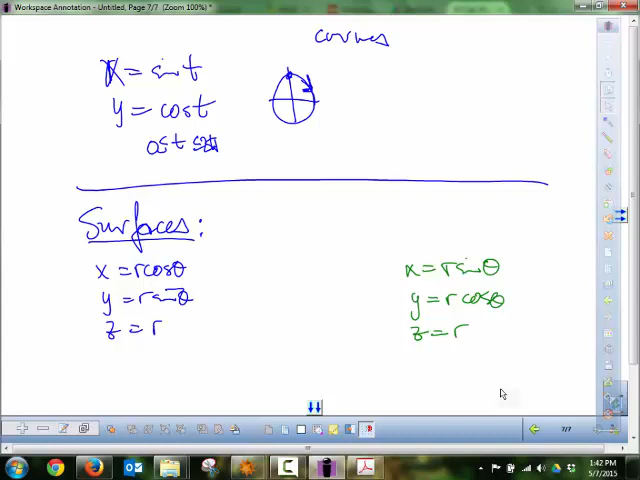 Workspace Annotation - Untitled, Page 7/7 (Zoom 100%) *
curves
x = sin t
y = cos t
Surfaces:
x = r cos θ
y = r sin θ
z = r
x = r sin θ
y = r cos θ
z = r
7/7
1:42 PM
5/7/2015